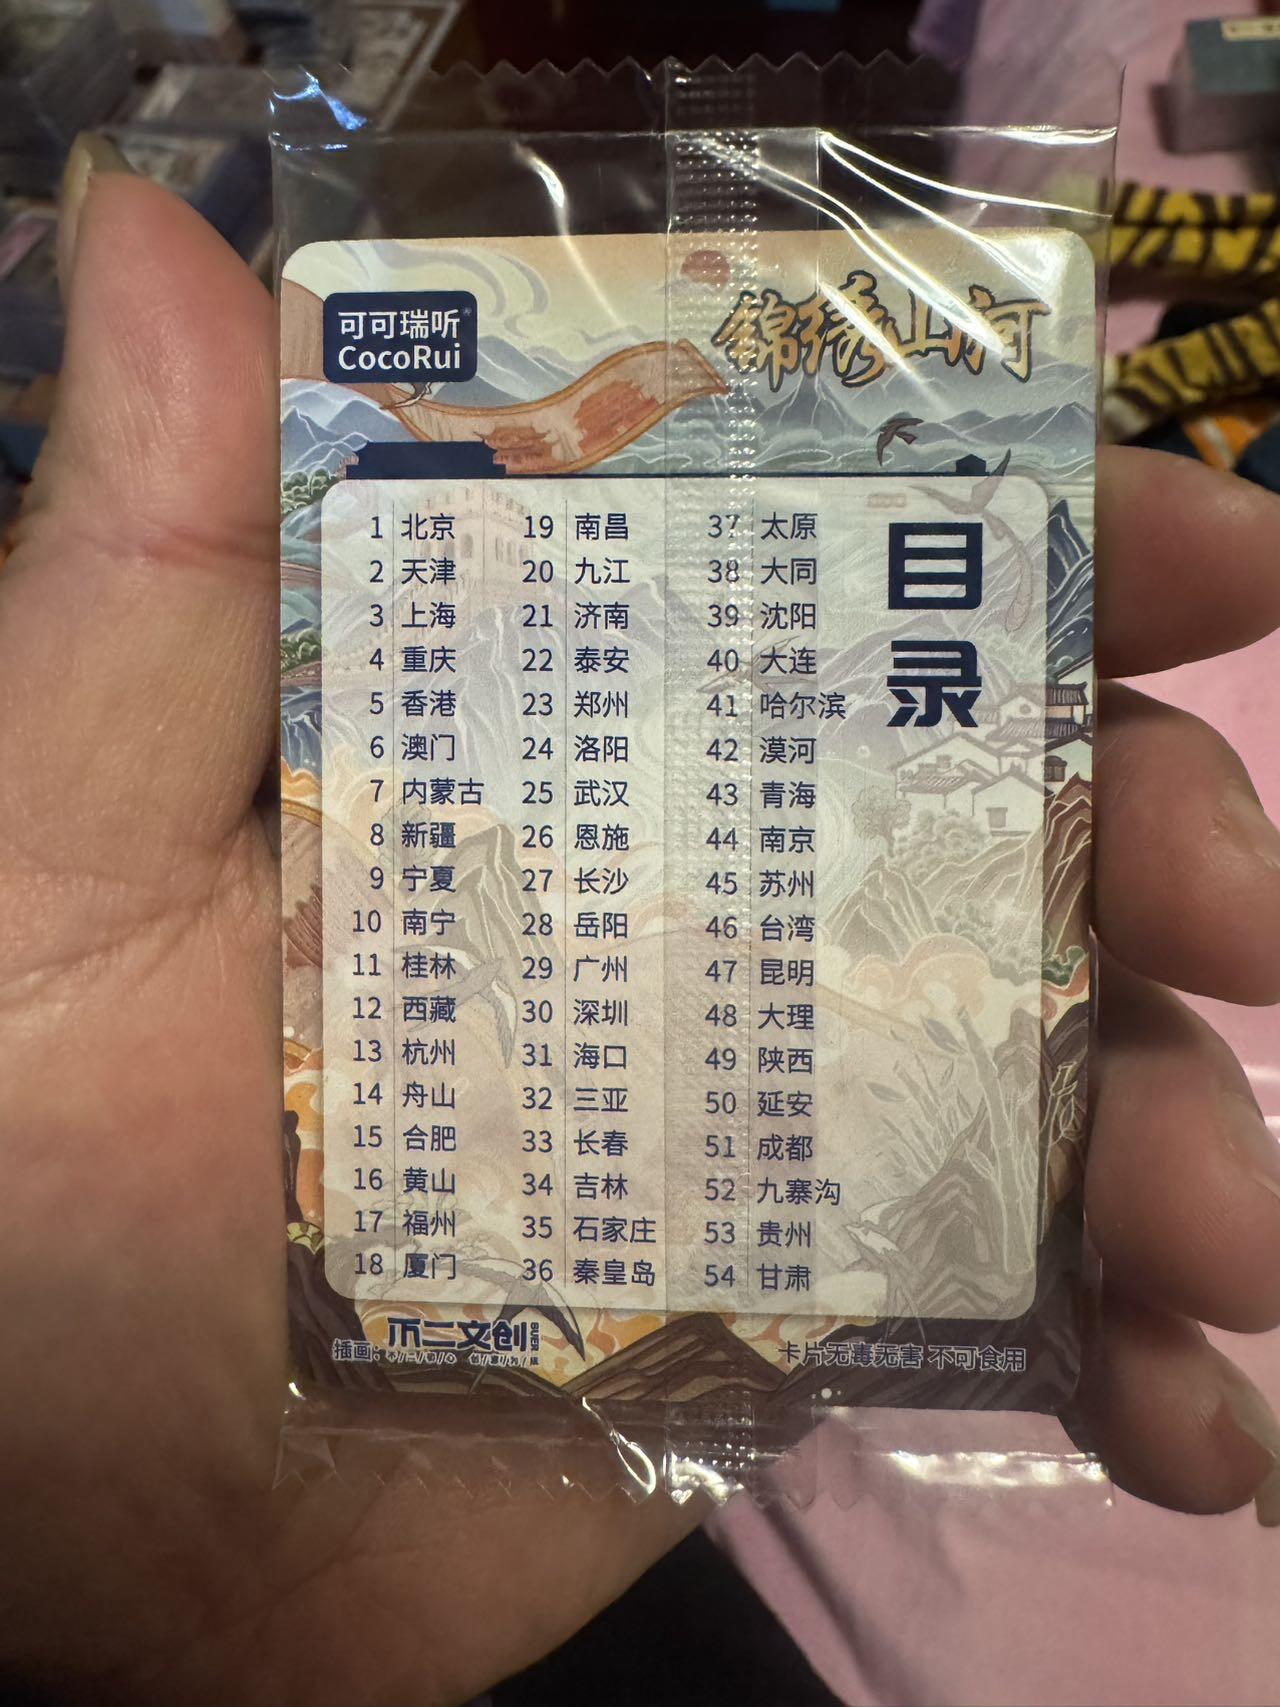 可可瑞听®
CocoRui
锦绣山河
目录
1 北京
2 天津
3 上海
4 重庆
5 香港
6 澳门
7 内蒙古
8 新疆
9 宁夏
10 南宁
11 桂林
12 西藏
13 杭州
14 舟山
15 合肥
16 黄山
17 福州
18 厦门
19 南昌
20 九江
21 济南
22 泰安
23 郑州
24 洛阳
25 武汉
26 恩施
27 长沙
28 岳阳
29 广州
30 深圳
31 海口
32 三亚
33 长春
34 吉林
35 石家庄
36 秦皇岛
37 太原
38 大同
39 沈阳
40 大连
41 哈尔滨
42 漠河
43 青海
44 南京
45 苏州
46 台湾
47 昆明
48 大理
49 陕西
50 延安
51 成都
52 九寨沟
53 贵州
54 甘肃
插画: 不二文创 BUER
卡片无毒无害 不可食用